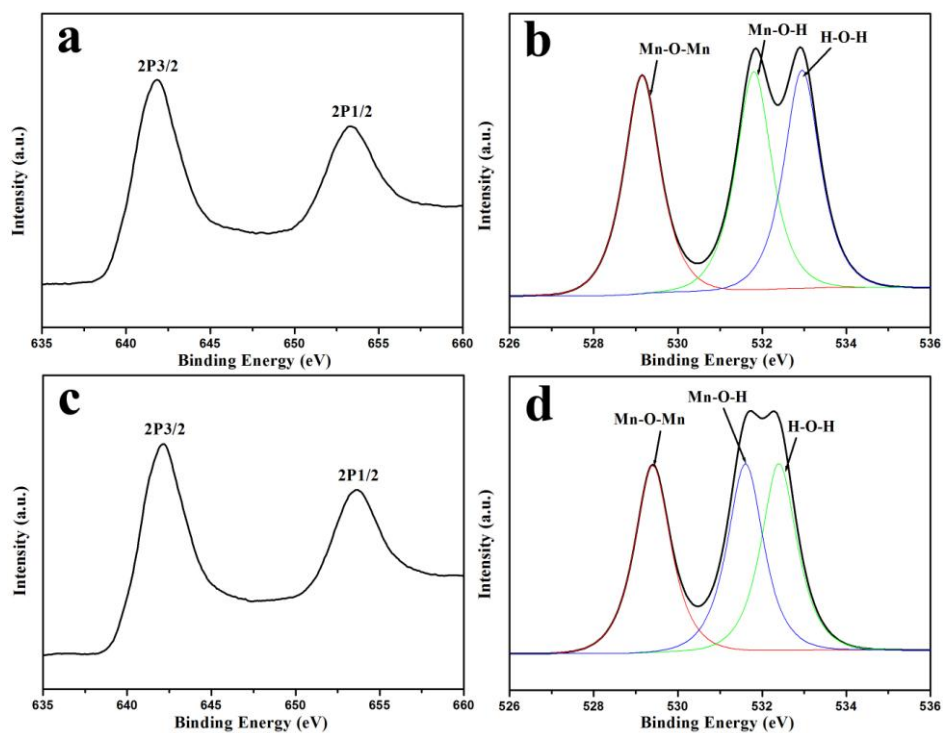 a
2P3/2
2P1/2
Intensity (a.u.)
635 640 645 650 655 660
Binding Energy (eV)
b
Mn-O-Mn
Mn-O-H
H-O-H
Intensity (a.u.)
526 528 530 532 534 536
Binding Energy (eV)
c
2P3/2
2P1/2
Intensity (a.u.)
635 640 645 650 655 660
Binding Energy (eV)
d
Mn-O-Mn
Mn-O-H
H-O-H
Intensity (a.u.)
526 528 530 532 534 536
Binding Energy (eV)